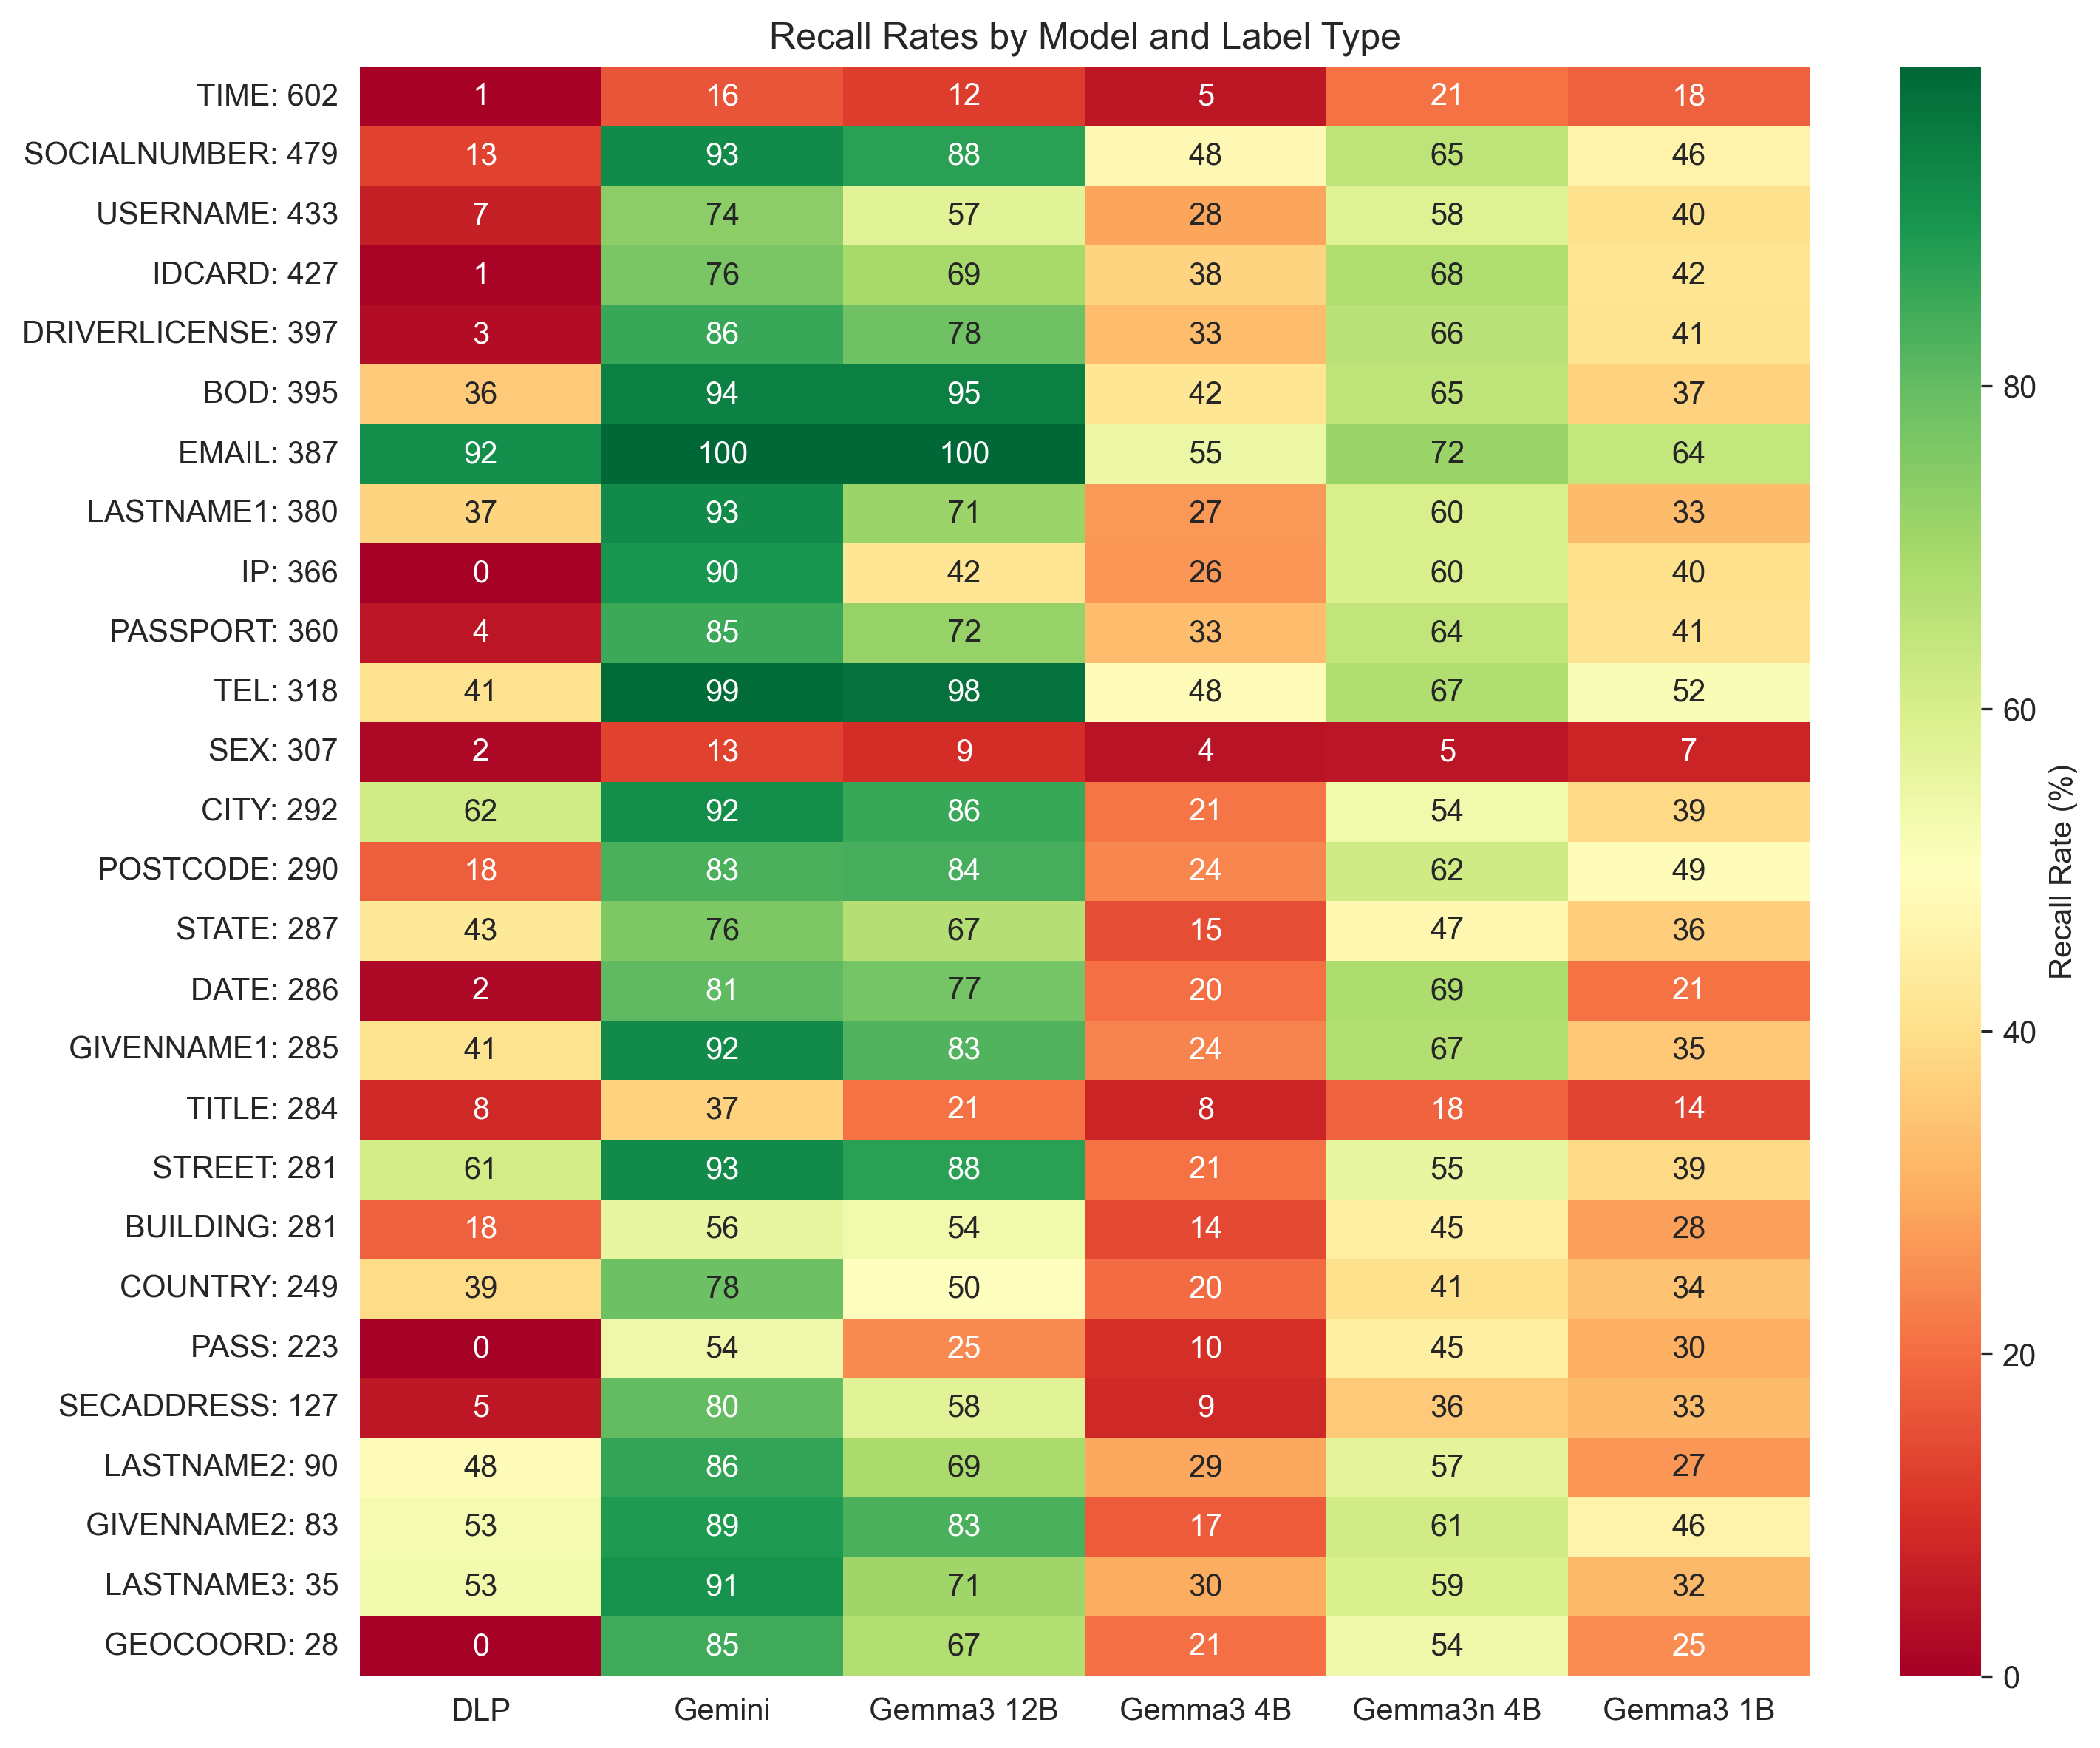 Recall Rates by Model and Label Type
TIME: 602 1 16 12 5 21 18
SOCIALNUMBER: 479 13 93 88 48 65 46
USERNAME: 433 7 74 57 28 58 40
IDCARD: 427 1 76 69 38 68 42
DRIVERLICENSE: 397 3 86 78 33 66 41
BOD: 395 36 94 95 42 65 37
EMAIL: 387 92 100 100 55 72 64
LASTNAME1: 380 37 93 71 27 60 33
IP: 366 0 90 42 26 60 40
PASSPORT: 360 4 85 72 33 64 41
TEL: 318 41 99 98 48 67 52
SEX: 307 2 13 9 4 5 7
CITY: 292 62 92 86 21 54 39
POSTCODE: 290 18 83 84 24 62 49
STATE: 287 43 76 67 15 47 36
DATE: 286 2 81 77 20 69 21
GIVENNAME1: 285 41 92 83 24 67 35
TITLE: 284 8 37 21 8 18 14
STREET: 281 61 93 88 21 55 39
BUILDING: 281 18 56 54 14 45 28
COUNTRY: 249 39 78 50 20 41 34
PASS: 223 0 54 25 10 45 30
SECADDRESS: 127 5 80 58 9 36 33
LASTNAME2: 90 48 86 69 29 57 27
GIVENNAME2: 83 53 89 83 17 61 46
LASTNAME3: 35 53 91 71 30 59 32
GEOCOORD: 28 0 85 67 21 54 25
DLP Gemini Gemma3 12B Gemma3 4B Gemma3n 4B Gemma3 1B
80
60
40
20
0
Recall Rate (%)